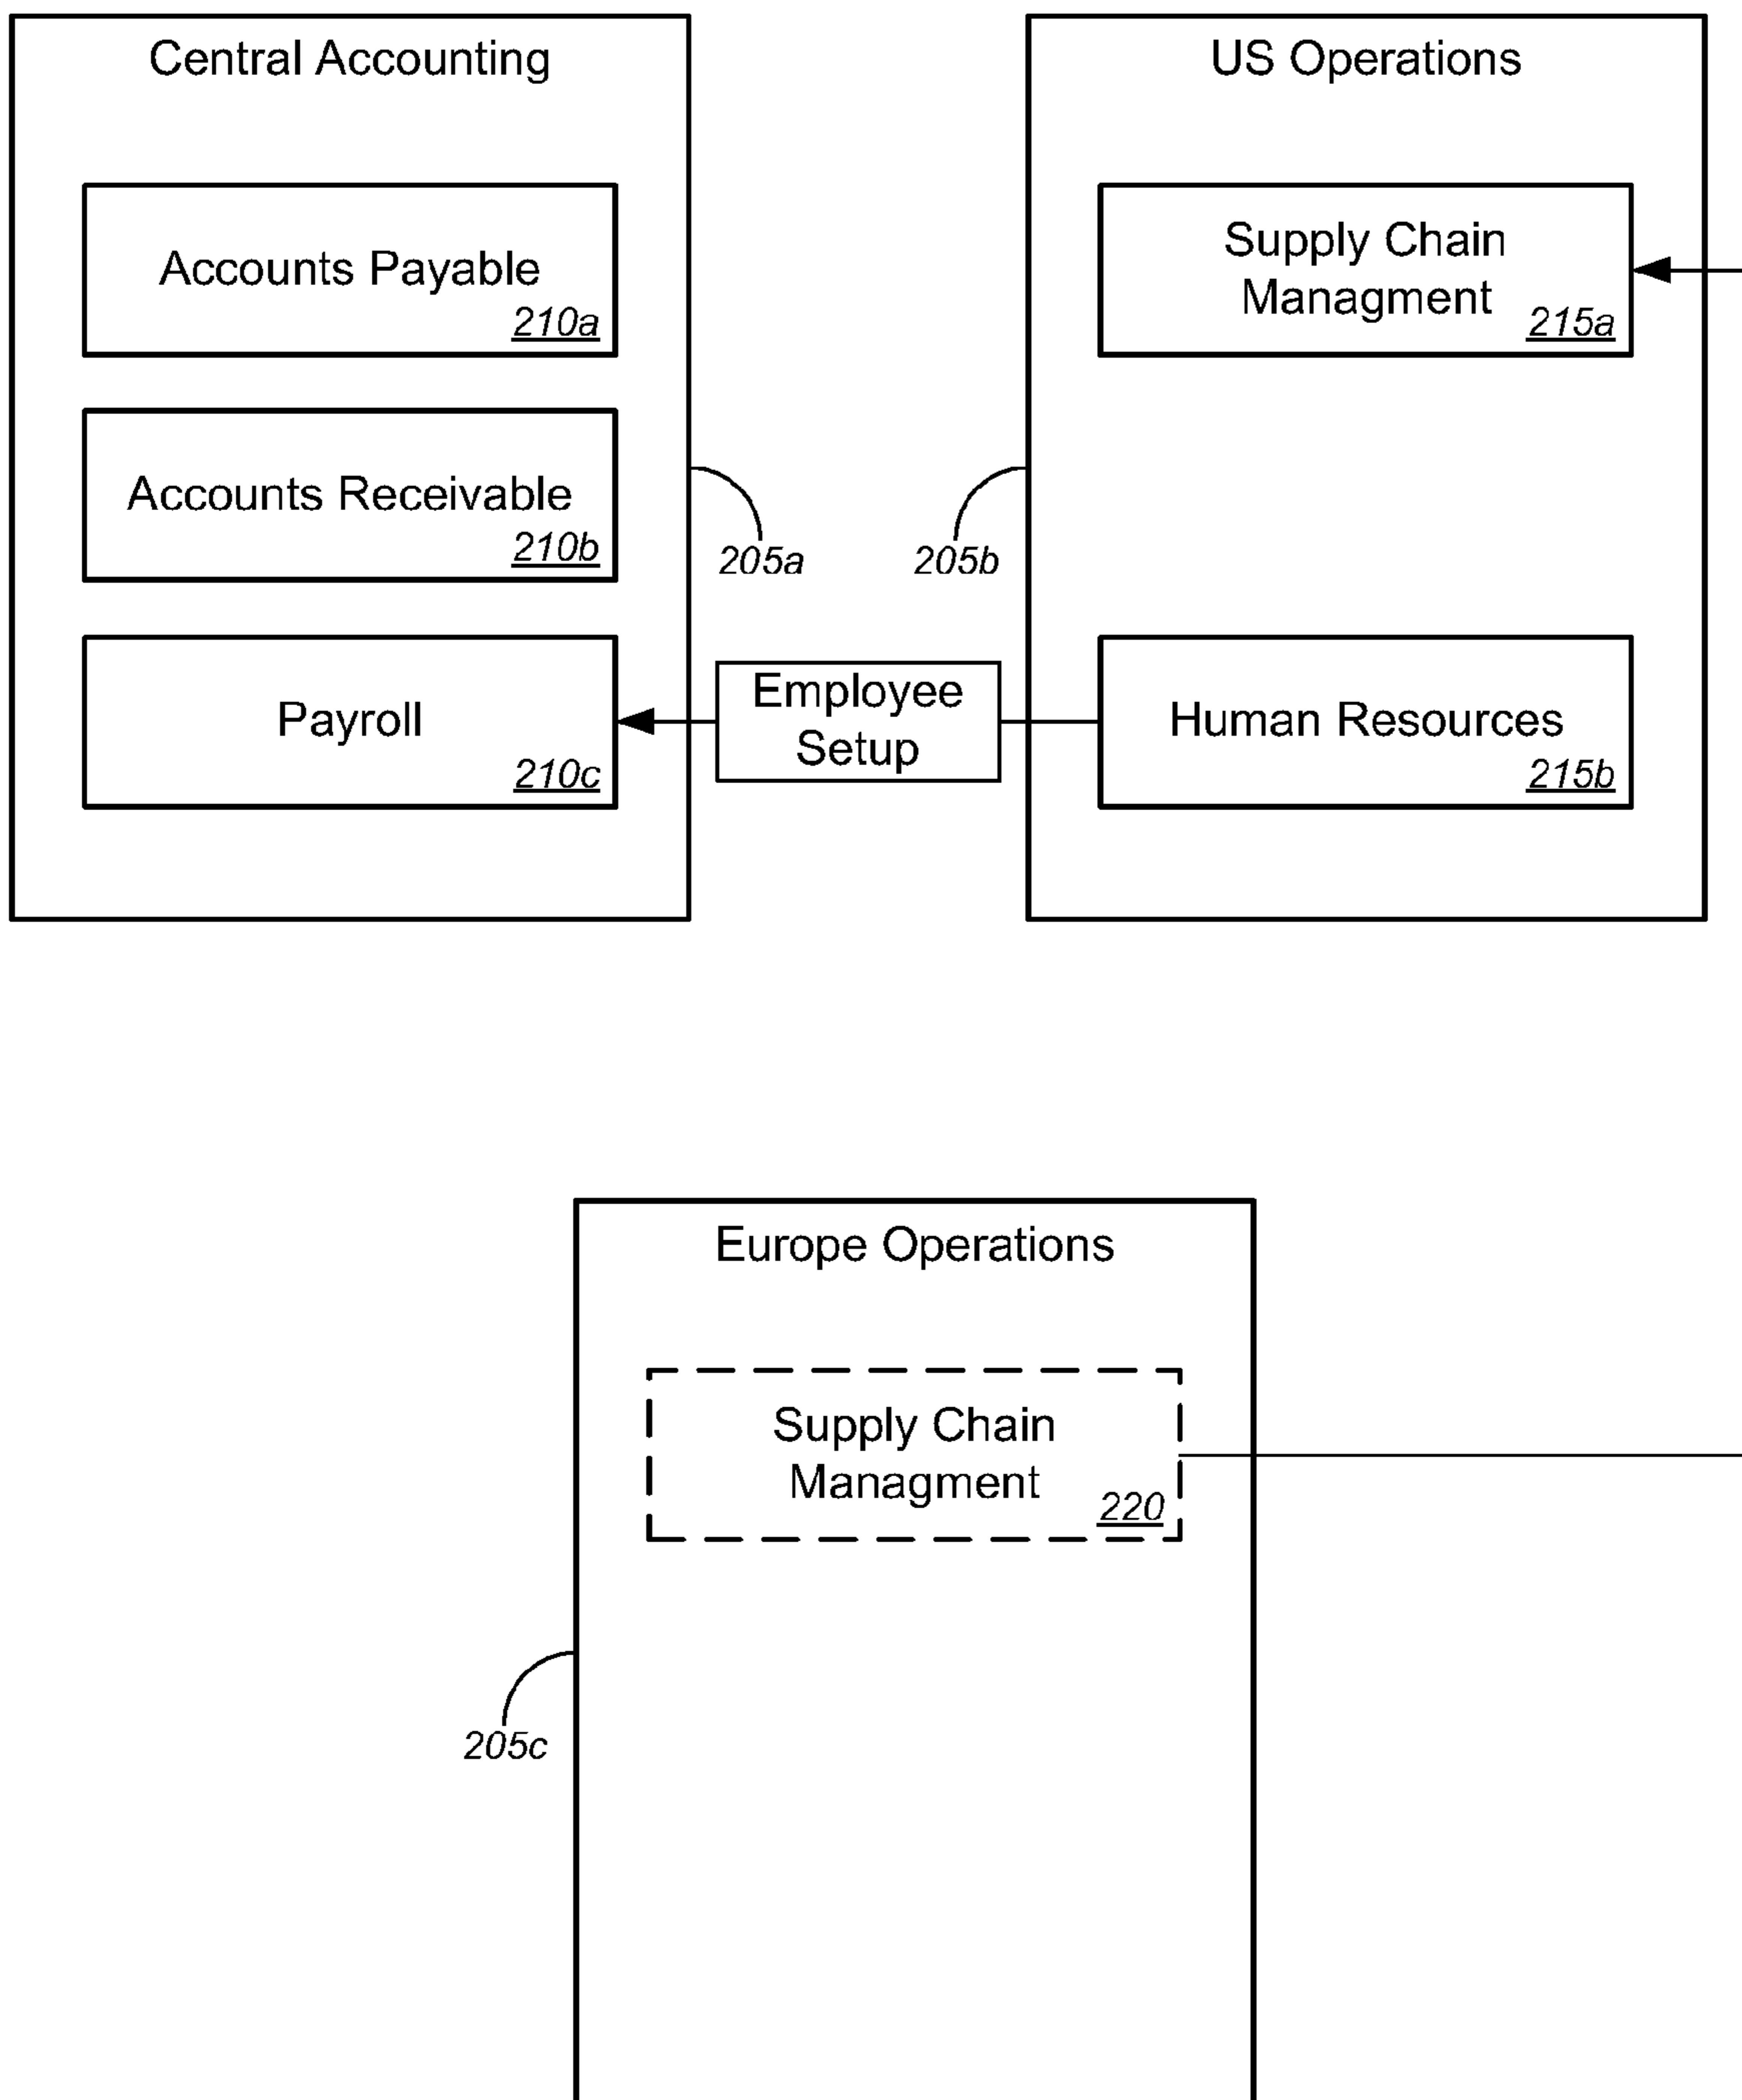 Central Accounting
Accounts Payable
210a
Accounts Receivable
210b
Payroll
210c
205a
205b
Employee
Setup
US Operations
Supply Chain
Managment
215a
Human Resources
215b
Europe Operations
Supply Chain
Managment
220
205c